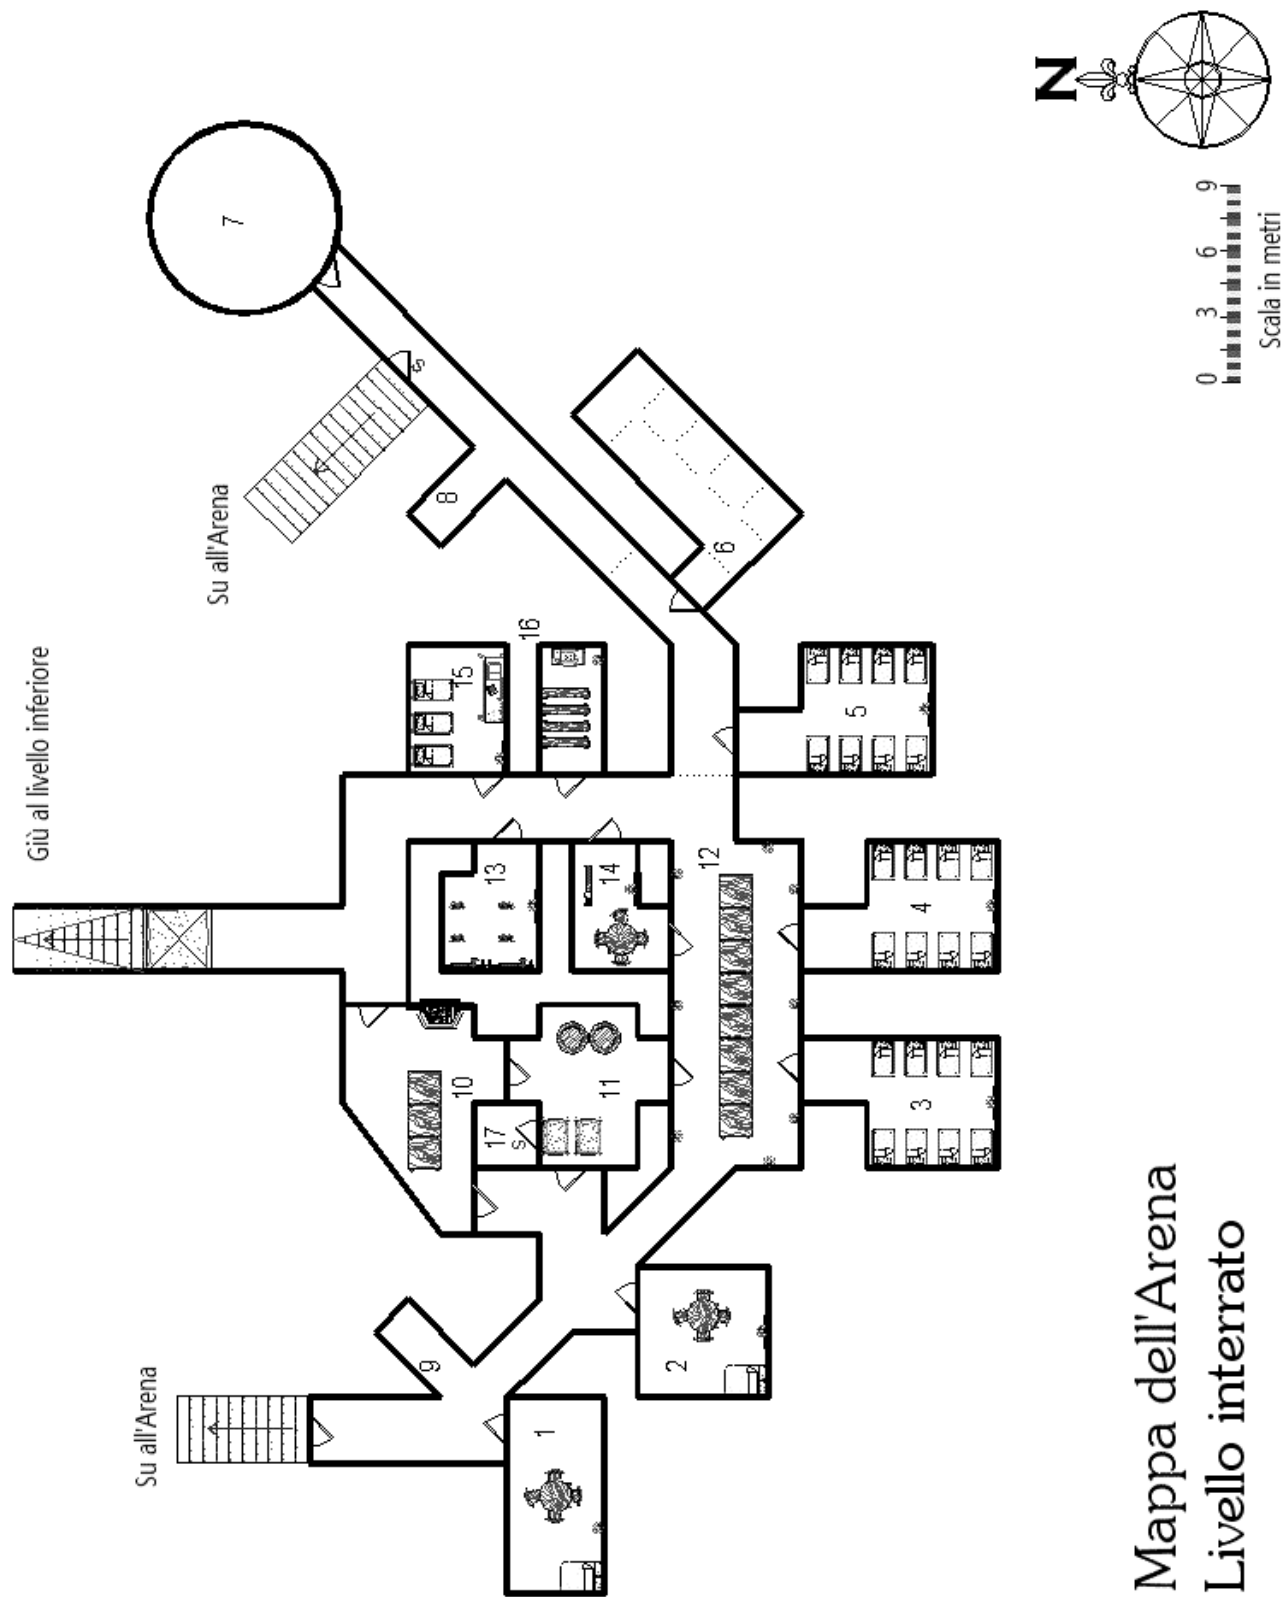 Mappa dell'Arena
Livello interrato
Su all'Arena
Giù al livello inferiore
Su all'Arena
N
0 3 6 9
Scala in metri
1
2
3
4
5
6
7
8
9
10
11
12
13
14
15
16
17
S
S